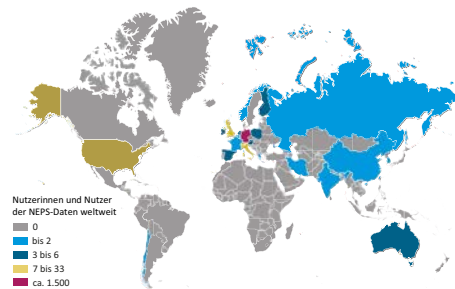 Nutzerinnen und Nutzer
der NEPS-Daten weltweit
0
bis 2
3 bis 6
7 bis 33
ca. 1.500